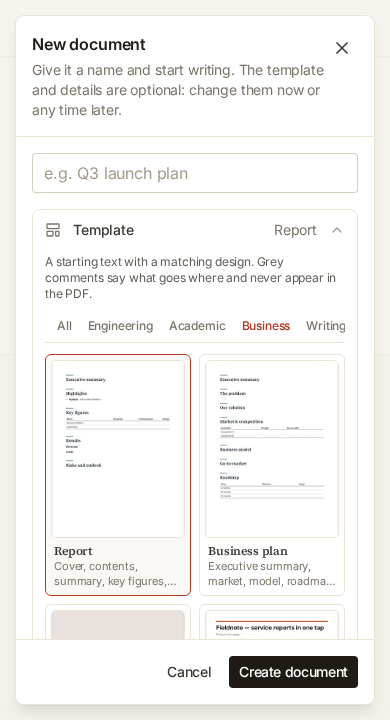 New document
Give it a name and start writing. The template
and details are optional: change them now or
any time later.
e.g. Q3 launch plan
Template
Report
A starting text with a matching design. Grey
comments say what goes where and never appear in
the PDF.
All Engineering Academic Business Writing
Executive summary
Highlights
Key figures
Results
Risks and outlook
Executive summary
The problem
Our solution
Market & competition
Business model
Go-to-market
Roadmap
Report
Cover, contents,
summary, key figures,…
Business plan
Executive summary,
market, model, roadma…
Fieldnote — service reports in one tap
Cancel
Create document